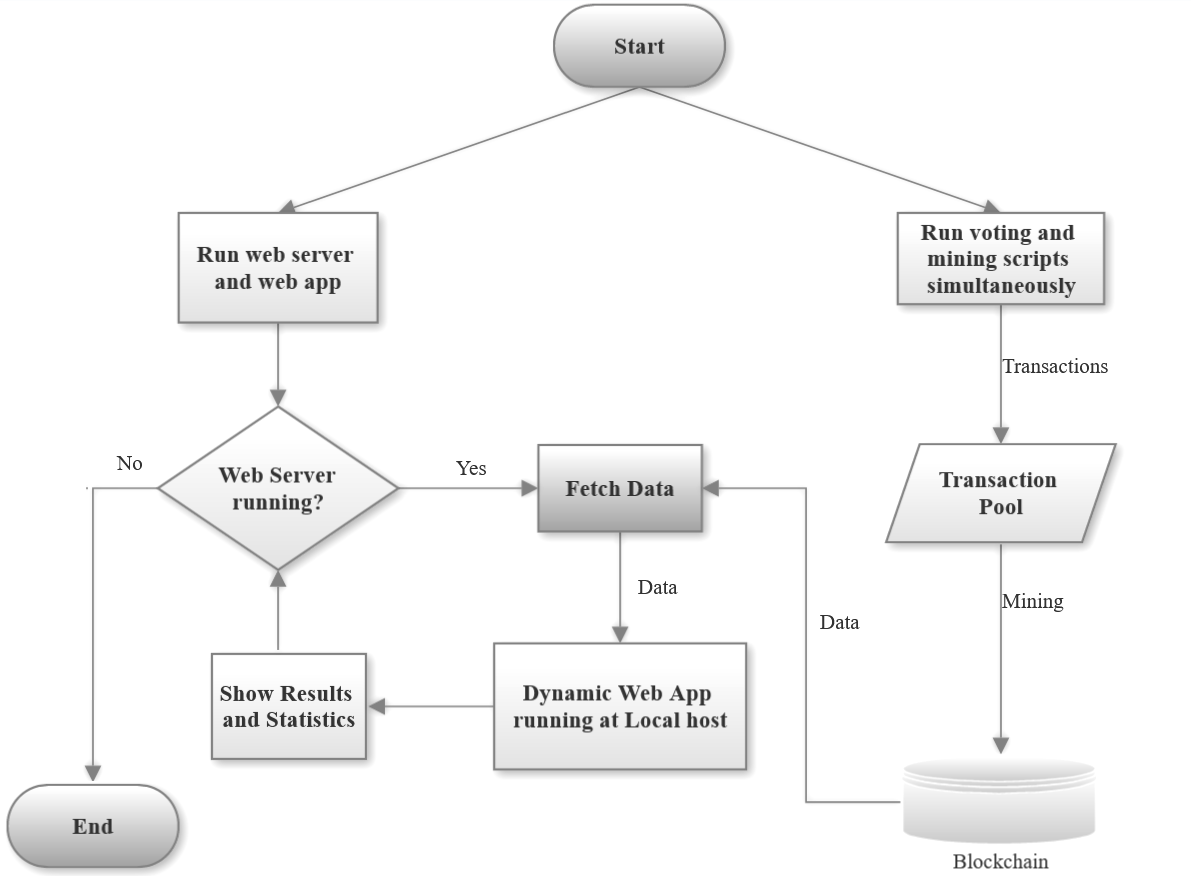 Start
Run web server
and web app
Run voting and
mining scripts
simultaneously
Transactions
No
Web Server
running?
Yes
Fetch Data
Transaction
Pool
Data
Mining
Data
Show Results
and Statistics
Dynamic Web App
running at Local host
End
Blockchain